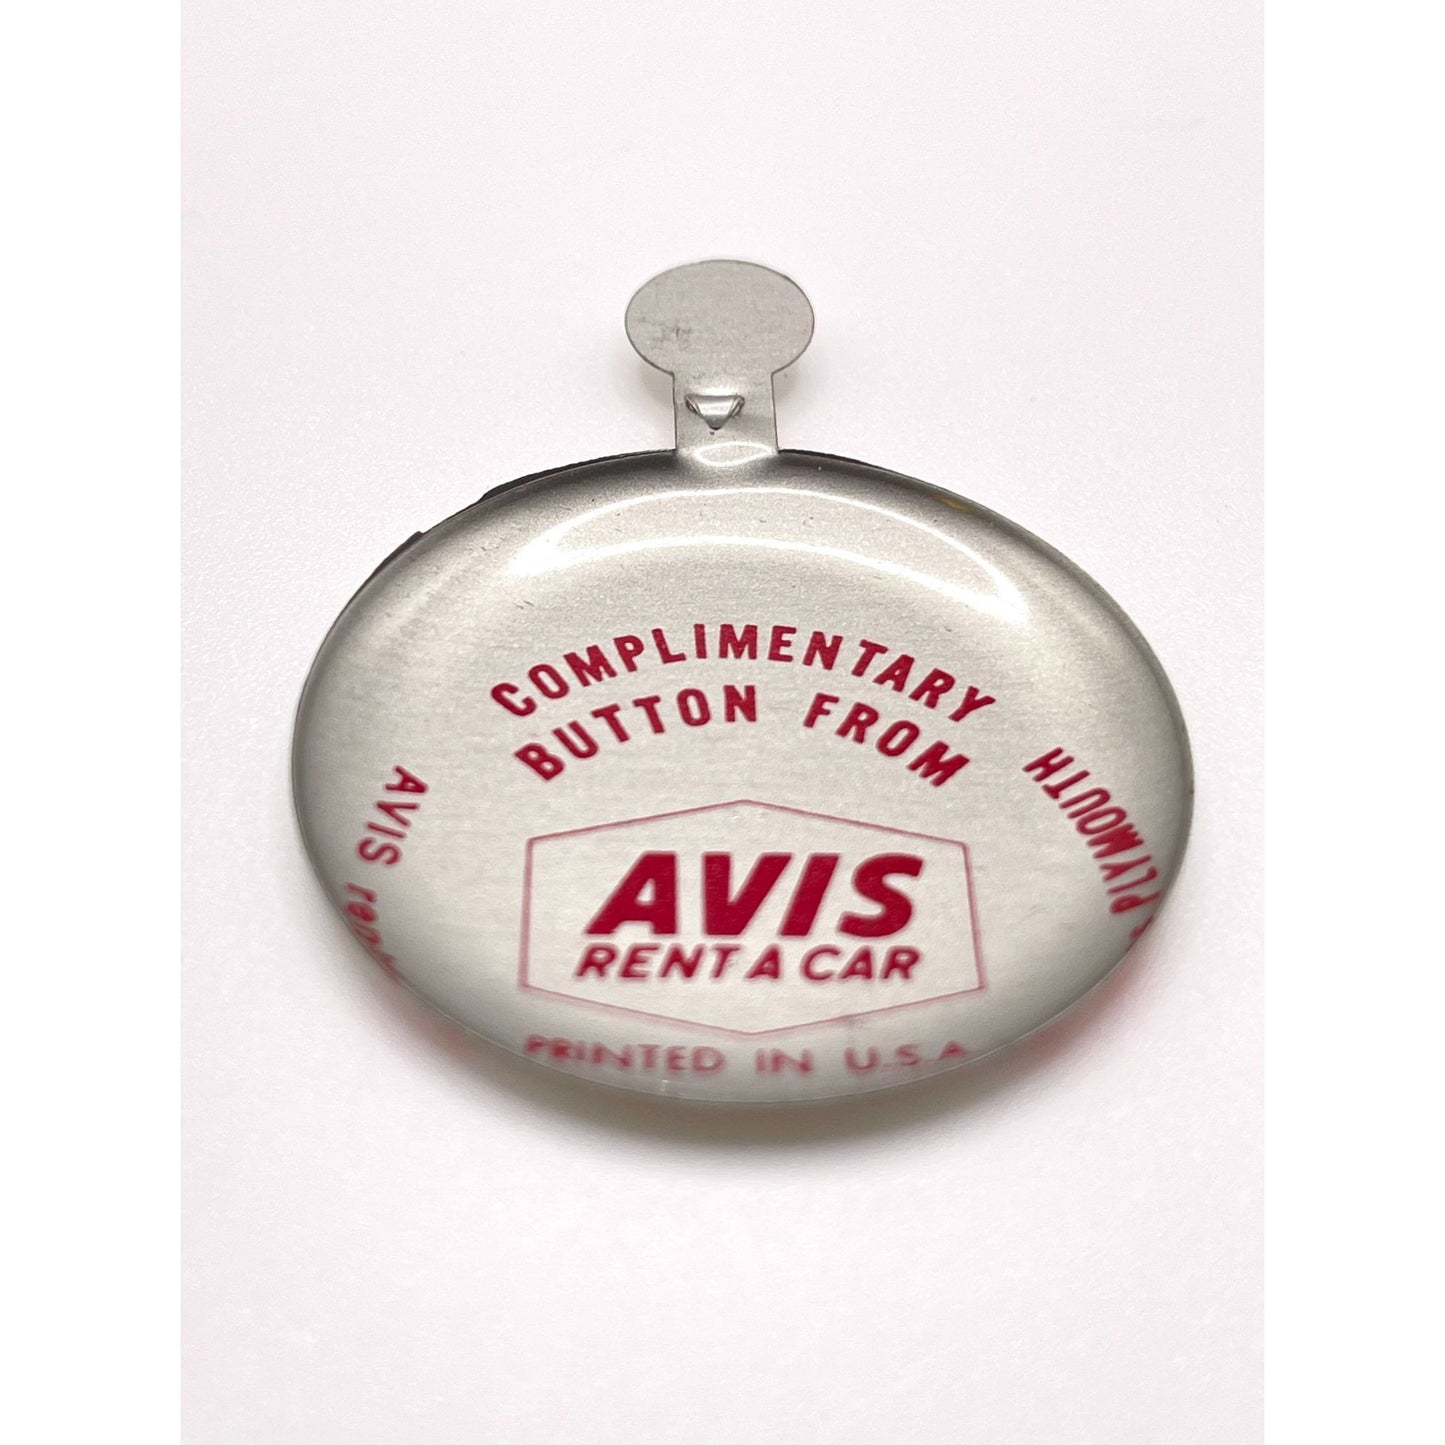 COMPLIMENTARY
BUTTON FROM
AVIS
RENT A CAR
PRINTED IN U.S.A
AVIS
PLYMOUTH